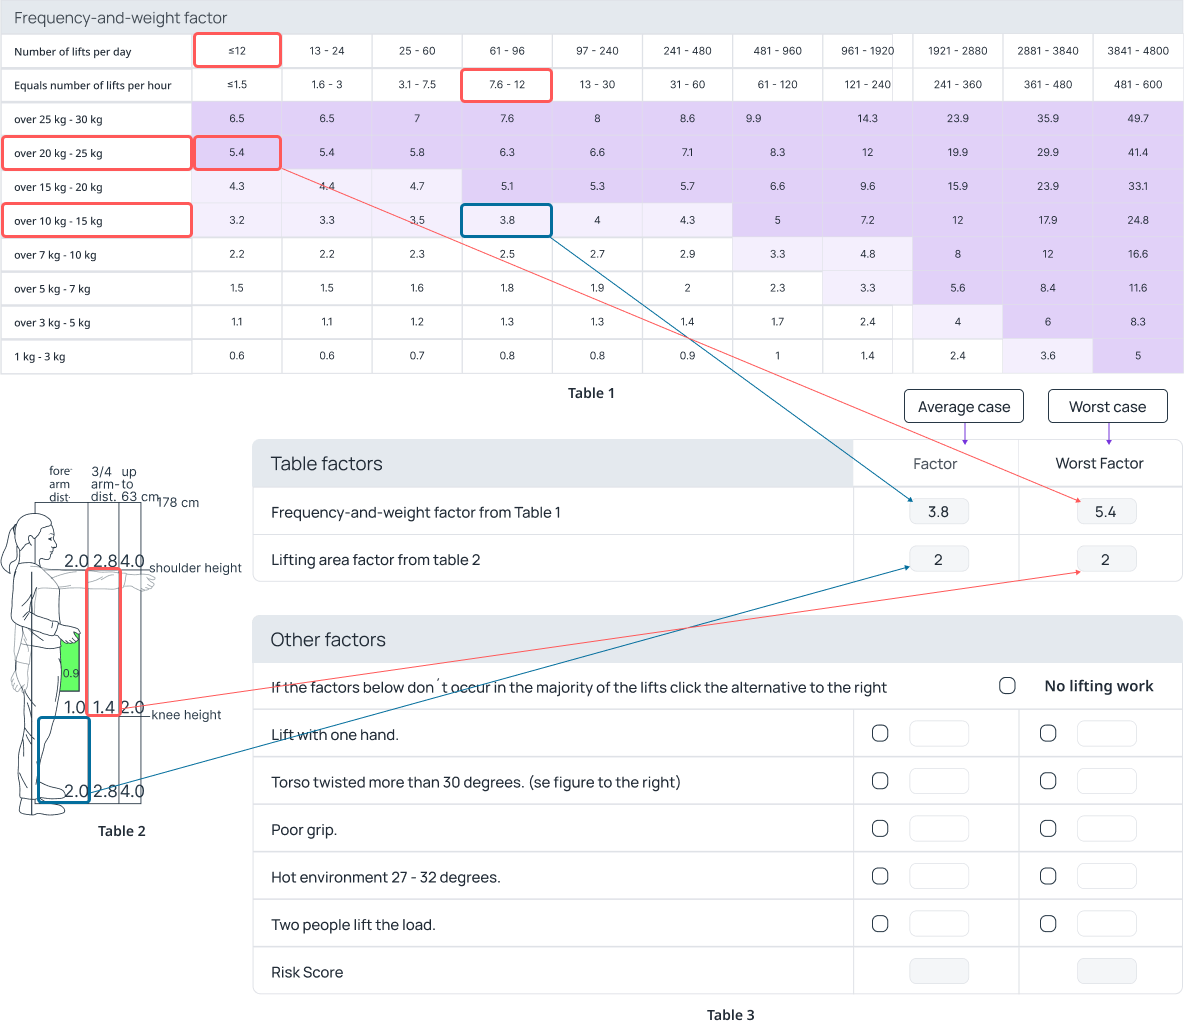 Frequency-and-weight factor
Number of lifts per day ≤12 13 - 24 25 - 60 61 - 96 97 - 240 241 - 480 481 - 960 961 - 1920 1921 - 2880 2881 - 3840 3841 - 4800
Equals number of lifts per hour ≤1.5 1.6 - 3 3.1 - 7.5 7.6 - 12 13 - 30 31 - 60 61 - 120 121 - 240 241 - 360 361 - 480 481 - 600
over 25 kg - 30 kg 6.5 6.5 7 7.6 8 8.6 9.9 14.3 23.9 35.9 49.7
over 20 kg - 25 kg 5.4 5.4 5.8 6.3 6.6 7.1 8.3 12 19.9 29.9 41.4
over 15 kg - 20 kg 4.3 4.4 4.7 5.1 5.3 5.7 6.6 9.6 15.9 23.9 33.1
over 10 kg - 15 kg 3.2 3.3 3.5 3.8 4 4.3 5 7.2 12 17.9 24.8
over 7 kg - 10 kg 2.2 2.2 2.3 2.5 2.7 2.9 3.3 4.8 8 12 16.6
over 5 kg - 7 kg 1.5 1.5 1.6 1.8 1.9 2 2.3 3.3 5.6 8.4 11.6
over 3 kg - 5 kg 1.1 1.1 1.2 1.3 1.3 1.4 1.7 2.4 4 6 8.3
1 kg - 3 kg 0.6 0.6 0.7 0.8 0.8 0.9 1 1.4 2.4 3.6 5
Table 1
Average case Worst case
fore arm dist.
3/4 arm-dist.
up to 63 cm
178 cm
2.0 2.8 4.0
shoulder height
0.9
1.0 1.4 2.0
knee height
2.0 2.8 4.0
Table 2
Table factors Factor Worst Factor
Frequency-and-weight factor from Table 1 3.8 5.4
Lifting area factor from table 2 2 2
Other factors
If the factors below don´t occur in the majority of the lifts click the alternative to the right No lifting work
Lift with one hand.
Torso twisted more than 30 degrees. (se figure to the right)
Poor grip.
Hot environment 27 - 32 degrees.
Two people lift the load.
Risk Score
Table 3